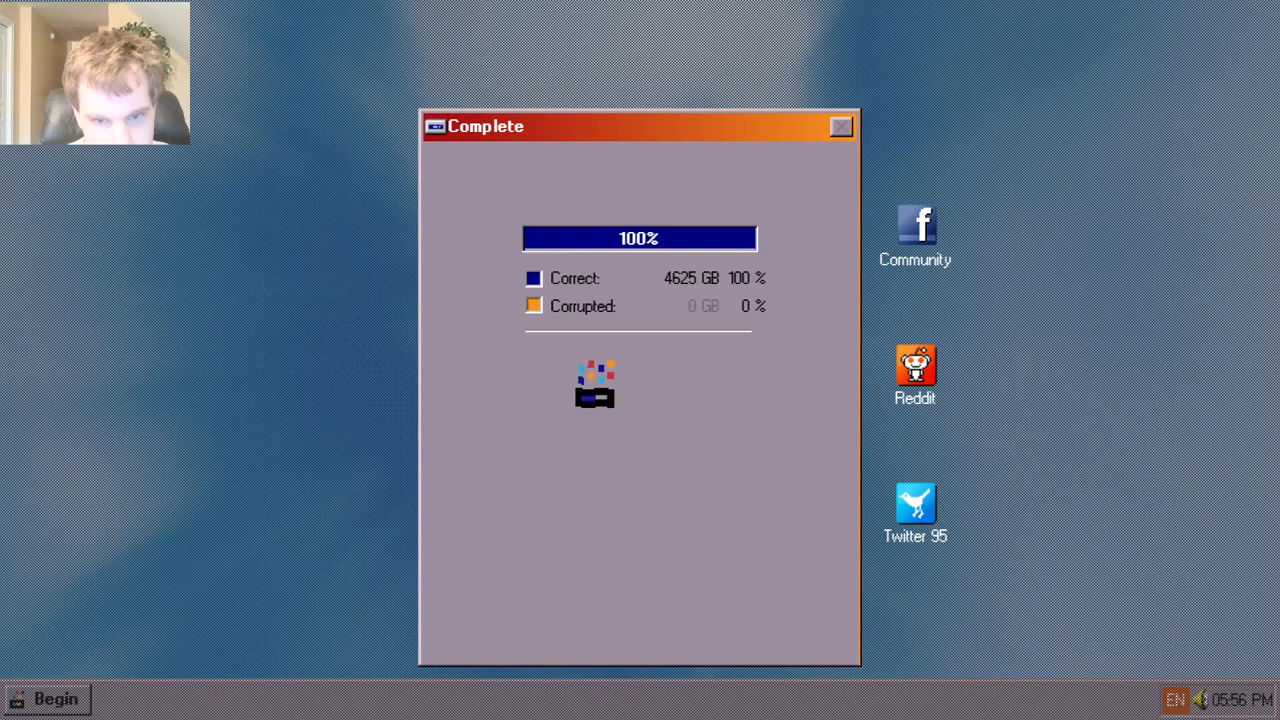 Complete
100%
Correct: 4625 GB 100 %
Corrupted: 0 GB 0 %
f
Community
Reddit
Twitter 95
Begin
EN 05:56 PM